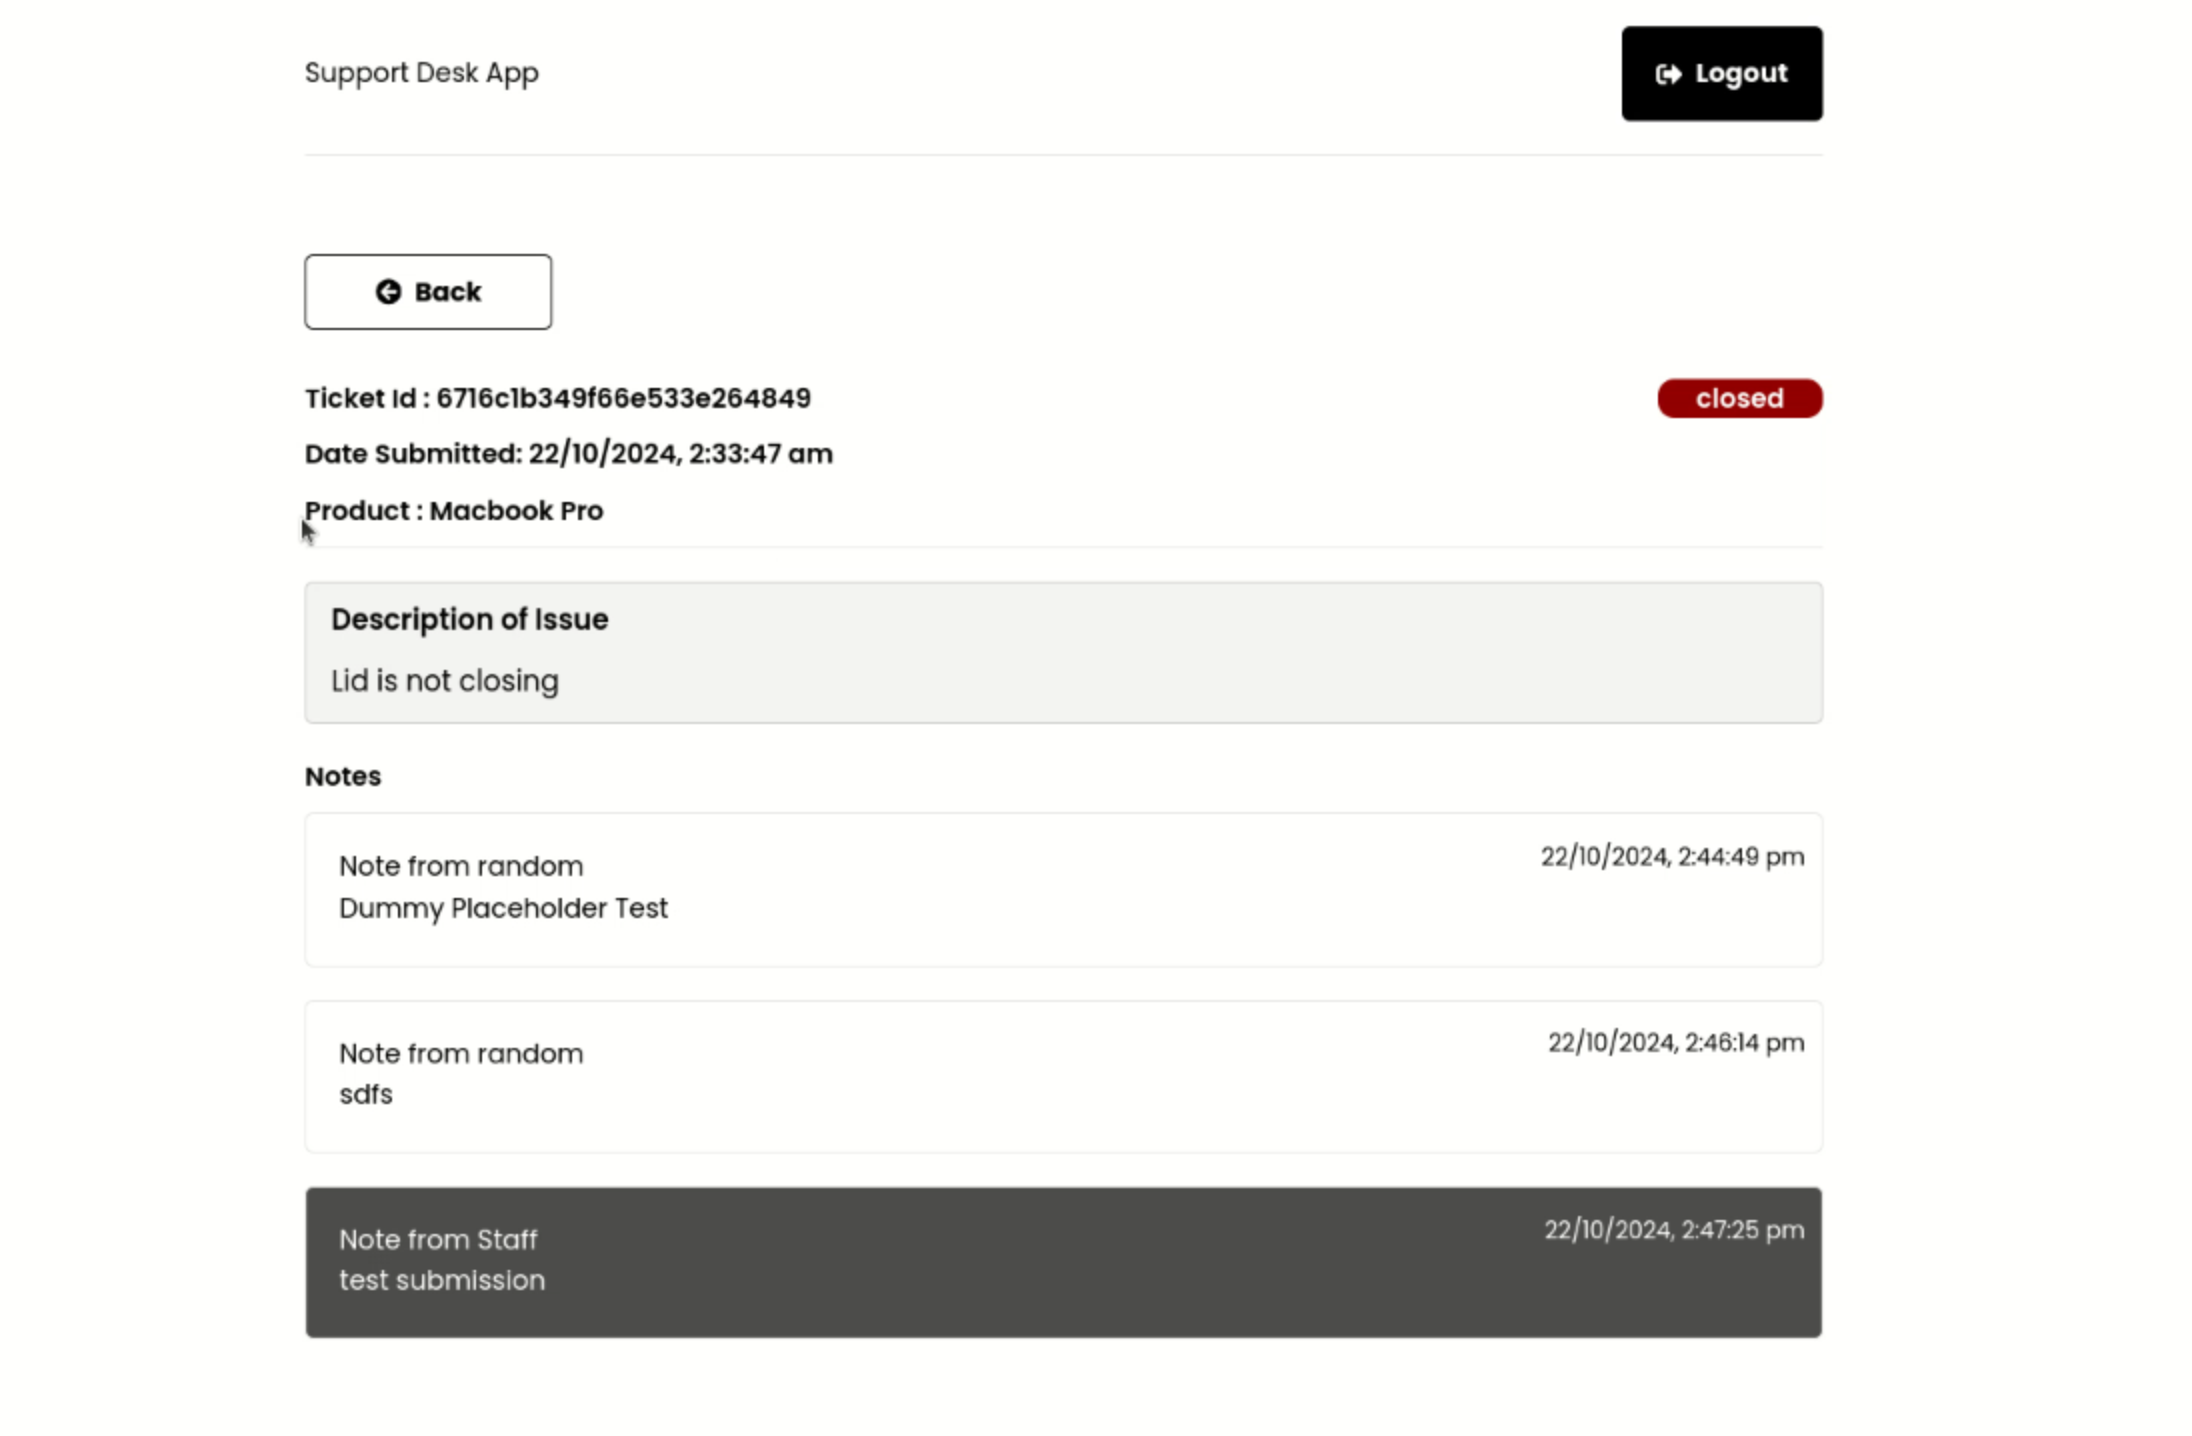 Support Desk App
Logout
Back
Ticket Id : 6716c1b349f66e533e264849
closed
Date Submitted: 22/10/2024, 2:33:47 am
Product : Macbook Pro
Description of Issue
Lid is not closing
Notes
Note from random
22/10/2024, 2:44:49 pm
Dummy Placeholder Test
Note from random
22/10/2024, 2:46:14 pm
sdfs
Note from Staff
22/10/2024, 2:47:25 pm
test submission